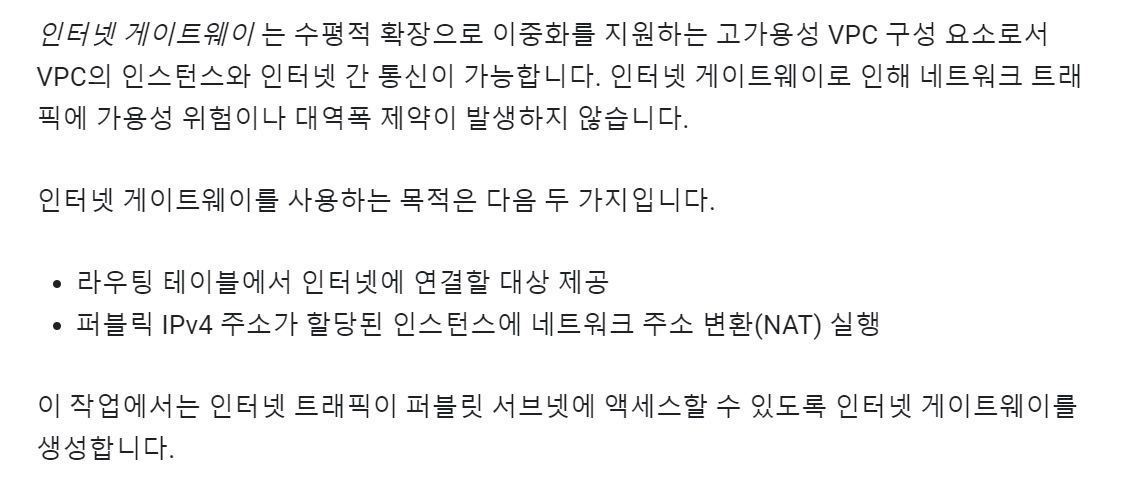 인터넷 게이트웨이 는 수평적 확장으로 이중화를 지원하는 고가용성 VPC 구성 요소로서
VPC의 인스턴스와 인터넷 간 통신이 가능합니다. 인터넷 게이트웨이로 인해 네트워크 트래
픽에 가용성 위험이나 대역폭 제약이 발생하지 않습니다.
인터넷 게이트웨이를 사용하는 목적은 다음 두 가지입니다.
• 라우팅 테이블에서 인터넷에 연결할 대상 제공
• 퍼블릭 IPv4 주소가 할당된 인스턴스에 네트워크 주소 변환(NAT) 실행
이 작업에서는 인터넷 트래픽이 퍼블릿 서브넷에 액세스할 수 있도록 인터넷 게이트웨이를
생성합니다.